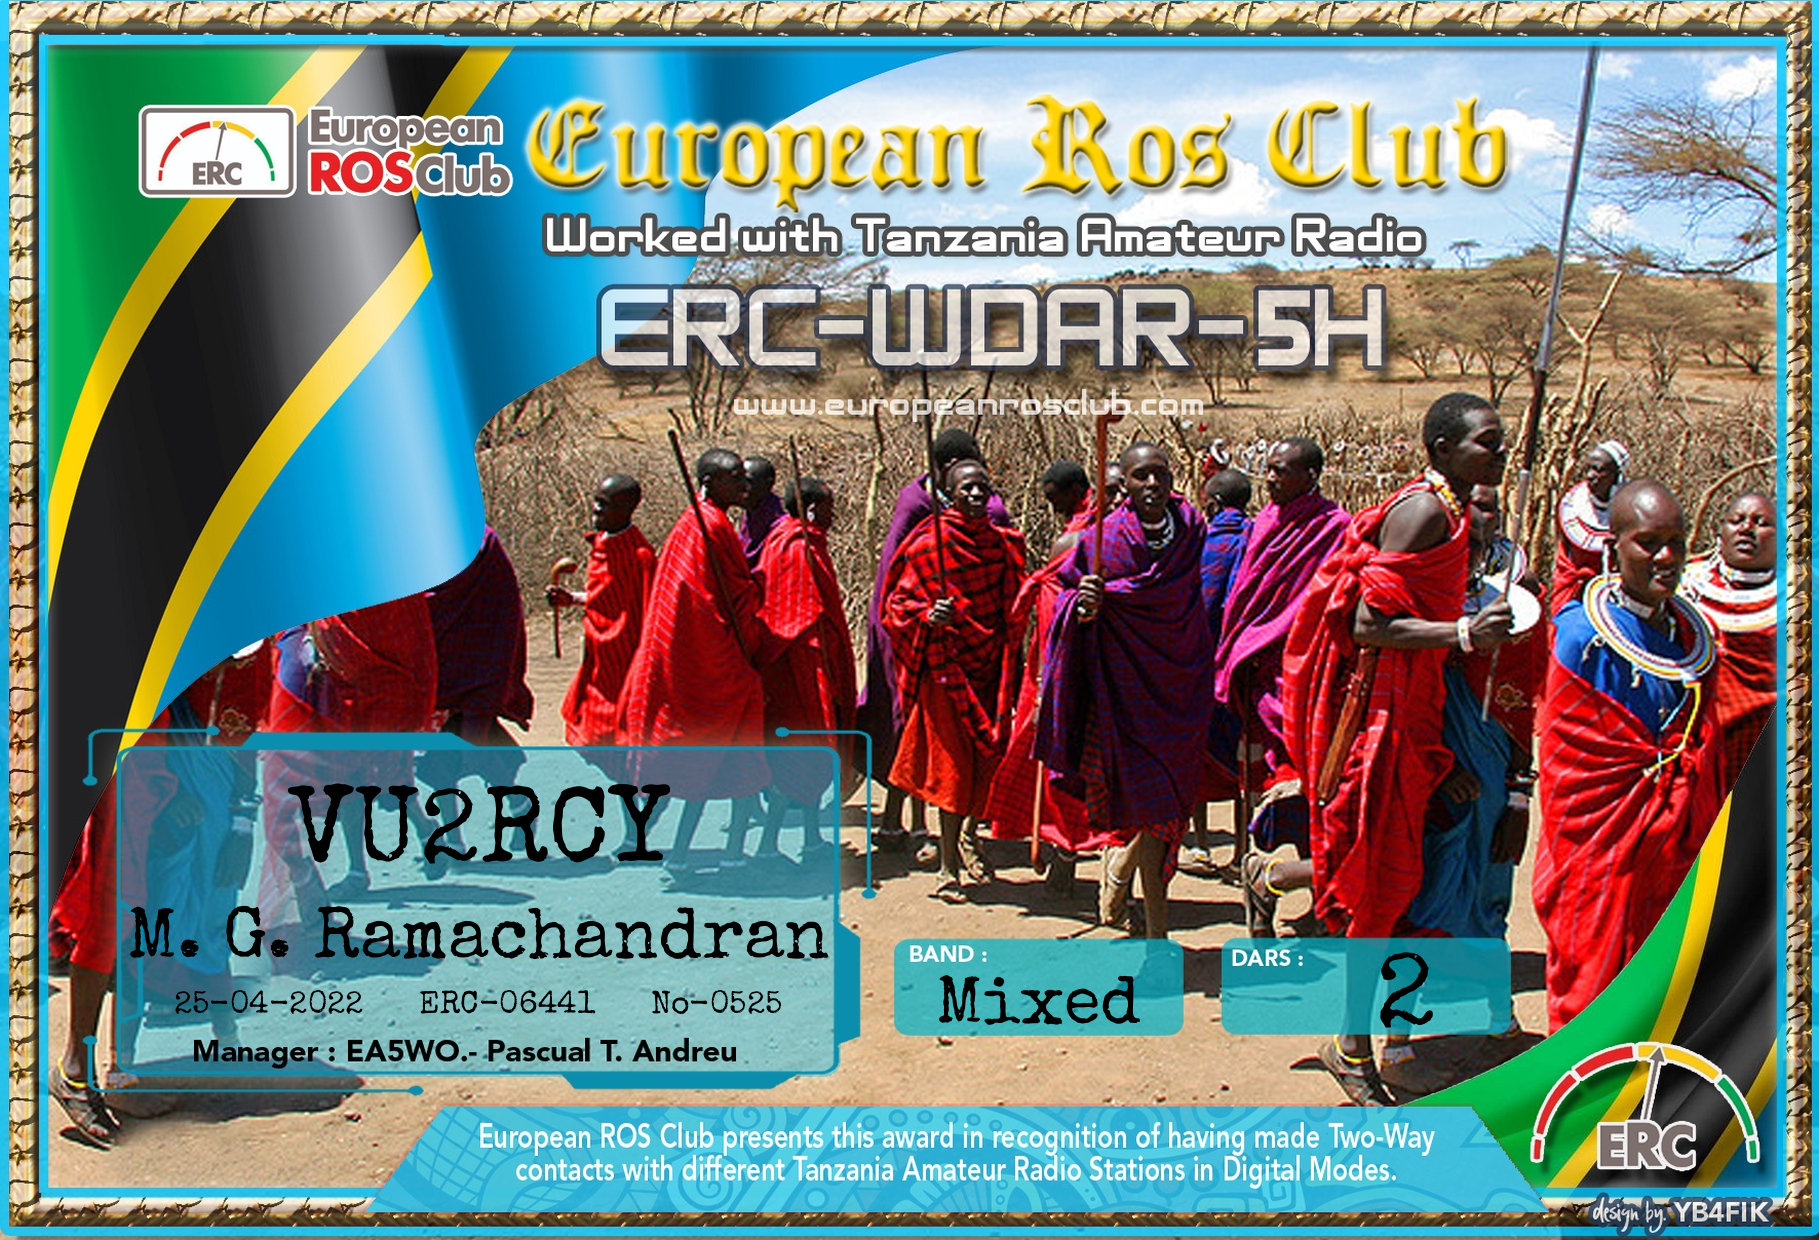 ERC
European
ROSclub
European Ros Club
Worked with Tanzania Amateur Radio
ERC-WDAR-5H
www.europeanrosclub.com
VU2RCY
M. G. Ramachandran
25-04-2022 ERC-06441 No-0525
Manager : EA5WO.- Pascual T. Andreu
BAND :
Mixed
DARS :
2
European ROS Club presents this award in recognition of having made Two-Way
contacts with different Tanzania Amateur Radio Stations in Digital Modes.
ERC
design by: YB4FIK